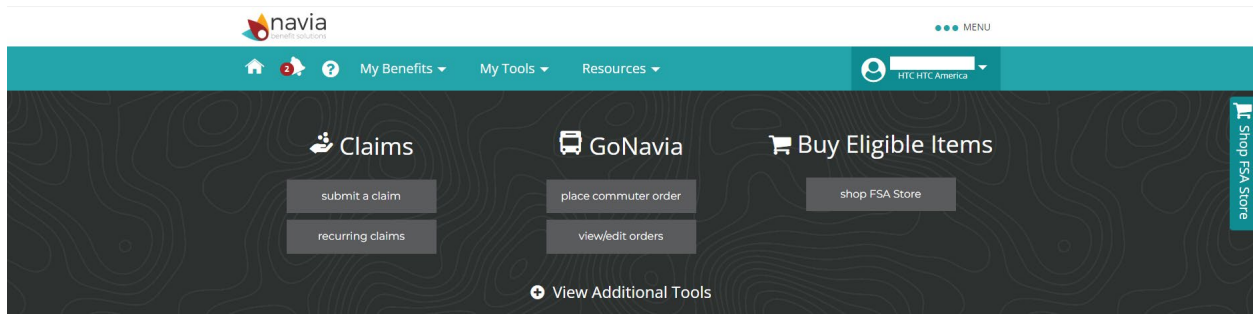 navia
benefit solutions
MENU
2
?
My Benefits
My Tools
Resources
HTC HTC America
Claims
GoNavia
Buy Eligible Items
submit a claim
place commuter order
shop FSA Store
recurring claims
view/edit orders
View Additional Tools
Shop FSA Store